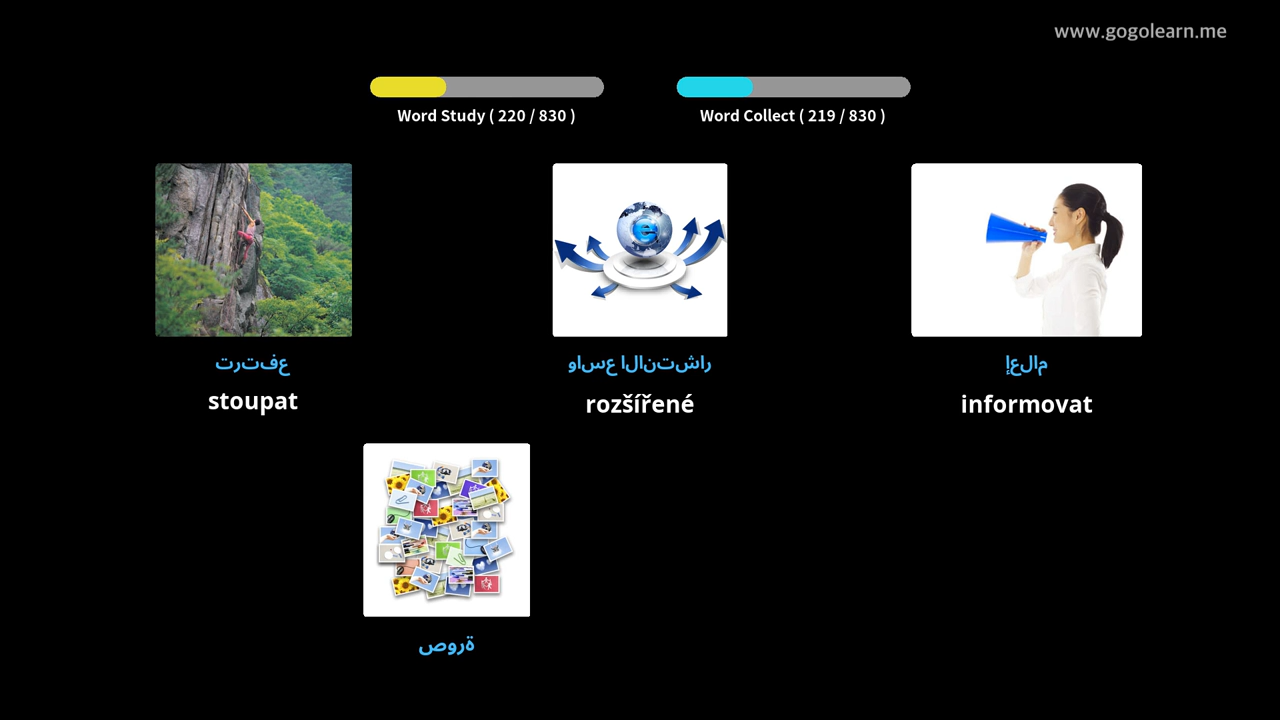 www.gogolearn.me
Word Study ( 220 / 830 )
Word Collect ( 219 / 830 )
ترتفع
واسع الانتشار
إعلام
stoupat
rozšířené
informovat
صورة